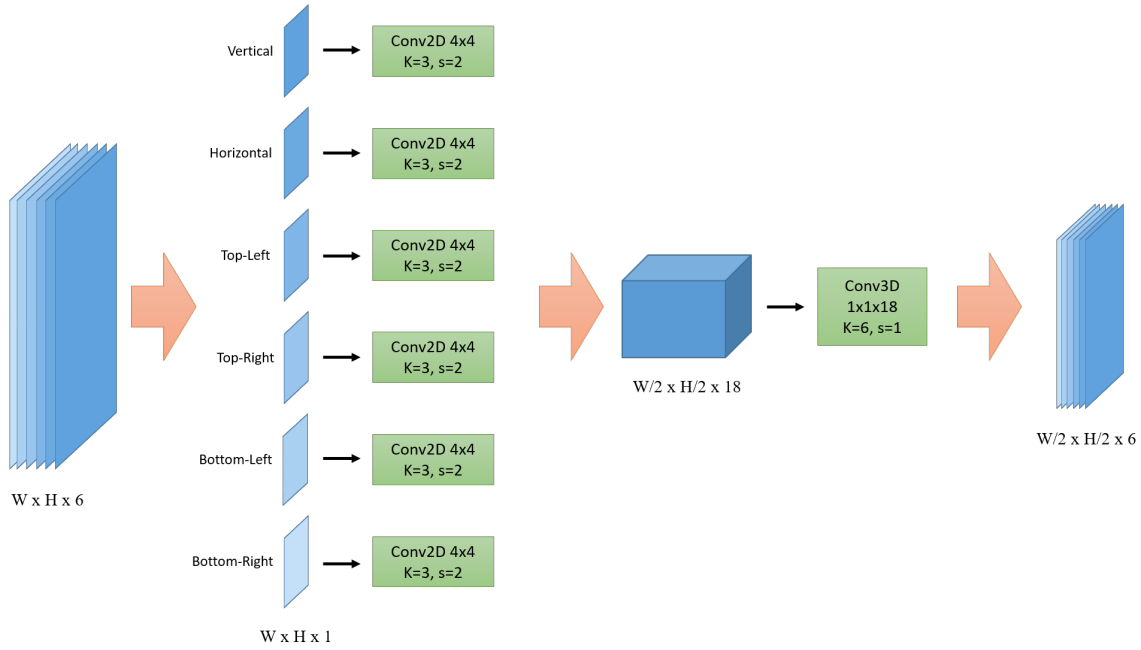 Vertical
Conv2D 4x4
K=3, s=2
Horizontal
Conv2D 4x4
K=3, s=2
Top-Left
Conv2D 4x4
K=3, s=2
Top-Right
Conv2D 4x4
K=3, s=2
Bottom-Left
Conv2D 4x4
K=3, s=2
Bottom-Right
Conv2D 4x4
K=3, s=2
W x H x 6
W x H x 1
W/2 x H/2 x 18
Conv3D
1x1x18
K=6, s=1
W/2 x H/2 x 6